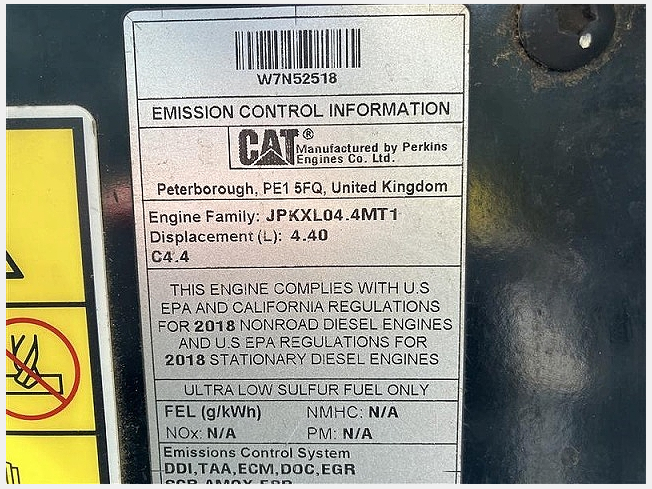 W7N52518
EMISSION CONTROL INFORMATION
CAT® Manufactured by Perkins
Engines Co. Ltd.
Peterborough, PE1 5FQ, United Kingdom
Engine Family: JPKXL04.4MT1
Displacement (L): 4.40
C4.4
THIS ENGINE COMPLIES WITH U.S
EPA AND CALIFORNIA REGULATIONS
FOR 2018 NONROAD DIESEL ENGINES
AND U.S EPA REGULATIONS FOR
2018 STATIONARY DIESEL ENGINES
ULTRA LOW SULFUR FUEL ONLY
FEL (g/kWh) NMHC: N/A
NOx: N/A PM: N/A
Emissions Control System
DDI,TAA,ECM,DOC,EGR